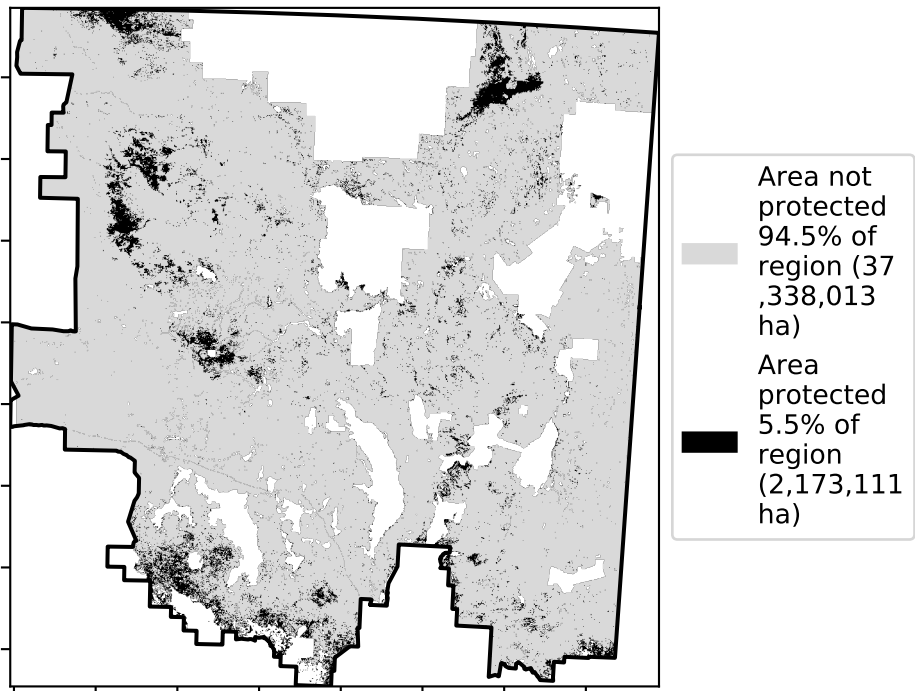 Area not
protected
94.5% of
region (37
,338,013
ha)
Area
protected
5.5% of
region
(2,173,111
ha)